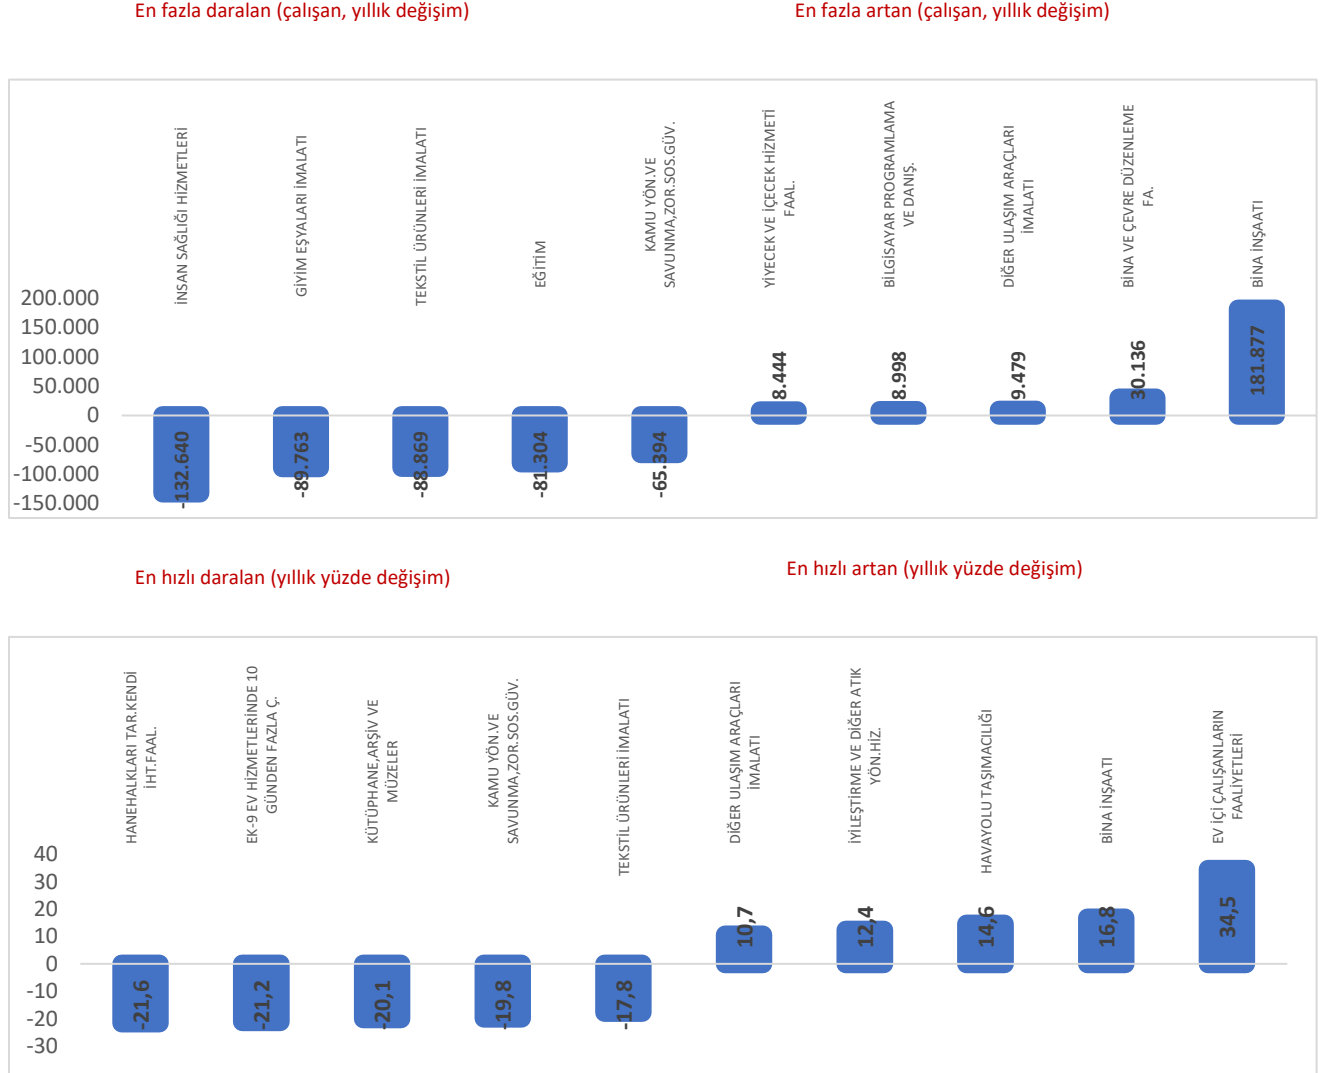 En fazla daralan (çalışan, yıllık değişim)
En fazla artan (çalışan, yıllık değişim)
İNSAN SAĞLIĞI HİZMETLERİ
GİYİM EŞYALARI İMALATI
TEKSTİL ÜRÜNLERİ İMALATI
EĞİTİM
KAMU YÖN.VE
SAVUNMA,ZOR.SOS.GÜV.
YİYECEK VE İÇECEK HİZMETİ
FAAL.
BİLGİSAYAR PROGRAMLAMA
VE DANIŞ.
DİĞER ULAŞIM ARAÇLARI
İMALATI
BİNA VE ÇEVRE DÜZENLEME
FA.
BİNA İNŞAATI
200.000
150.000
100.000
50.000
0
-50.000
-100.000
-150.000
-132.640
-89.763
-88.869
-81.304
-65.394
8.444
8.998
9.479
30.136
181.877
En hızlı daralan (yıllık yüzde değişim)
En hızlı artan (yıllık yüzde değişim)
HANEHALKLARI TAR.KENDİ
İHT.FAAL.
EK-9 EV HİZMETLERİNDE 10
GÜNDEN FAZLA Ç.
KÜTÜPHANE,ARŞİV VE
MÜZELER
KAMU YÖN.VE
SAVUNMA,ZOR.SOS.GÜV.
TEKSTİL ÜRÜNLERİ İMALATI
DİĞER ULAŞIM ARAÇLARI
İMALATI
İYİLEŞTİRME VE DİĞER ATIK
YÖN.HİZ.
HAVAYOLU TAŞIMACILIĞI
BİNA İNŞAATI
EV İÇİ ÇALIŞANLARIN
FAALİYETLERİ
40
30
20
10
0
-10
-20
-30
-21,6
-21,2
-20,1
-19,8
-17,8
10,7
12,4
14,6
16,8
34,5